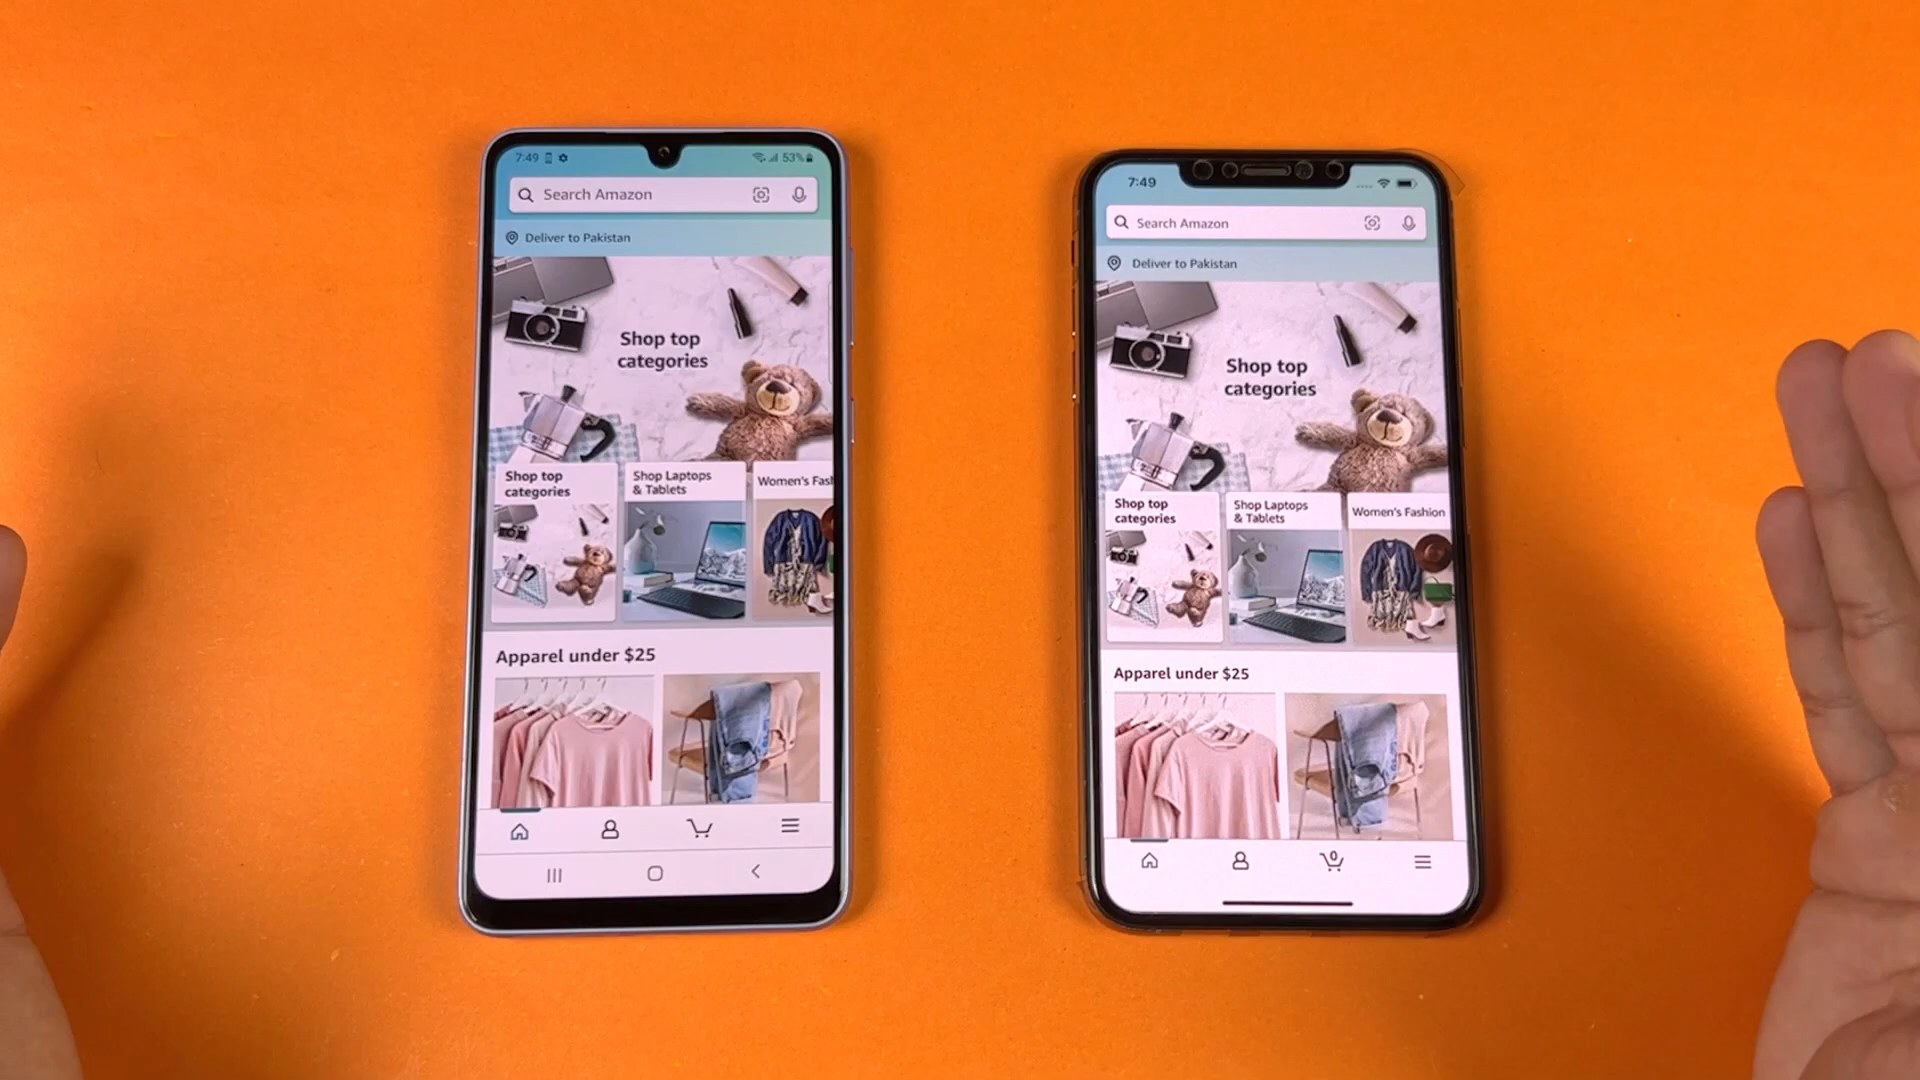 7:49
53%
Search Amazon
Deliver to Pakistan
Shop top
categories
Shop top
categories
Shop Laptops
& Tablets
Women's Fash
Apparel under $25
7:49
Search Amazon
Deliver to Pakistan
Shop top
categories
Shop top
categories
Shop Laptops
& Tablets
Women's Fashion
Apparel under $25
0